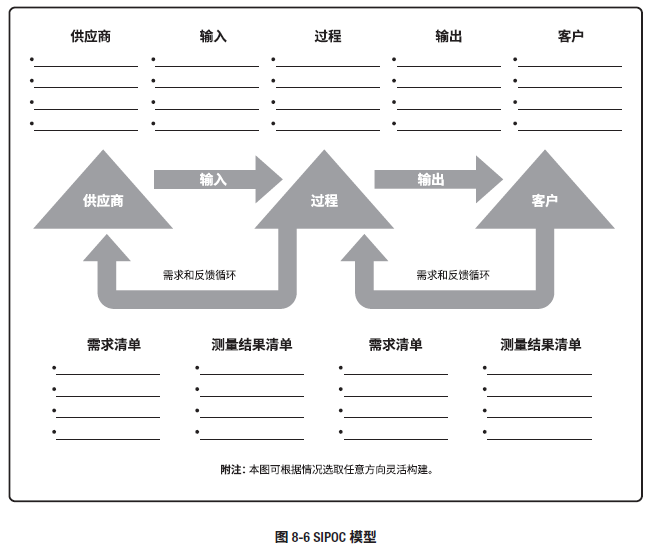 供应商 输入 过程 输出 客户
供应商 输入 过程 输出 客户
需求和反馈循环 需求和反馈循环
需求清单 测量结果清单 需求清单 测量结果清单
附注：本图可根据情况选取任意方向灵活构建。
图 8-6 SIPOC 模型